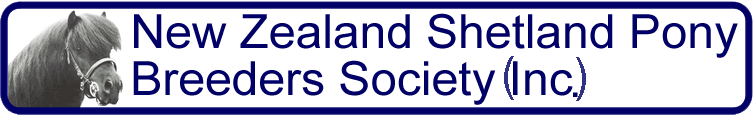 New Zealand Shetland Pony
Breeders Society (Inc.)